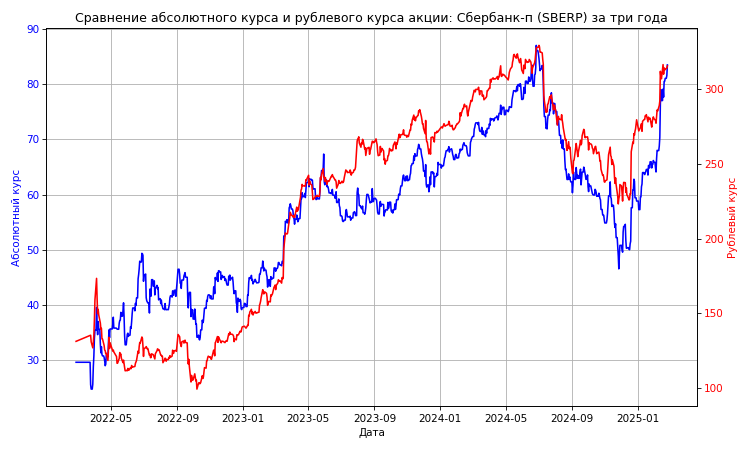 Сравнение абсолютного курса и рублевого курса акции: Сбербанк-п (SBERP) за три года
90
80
70
60
50
40
30
Абсолютный курс
300
250
200
150
100
Рублевый курс
2022-05 2022-09 2023-01 2023-05 2023-09 2024-01 2024-05 2024-09 2025-01
Дата